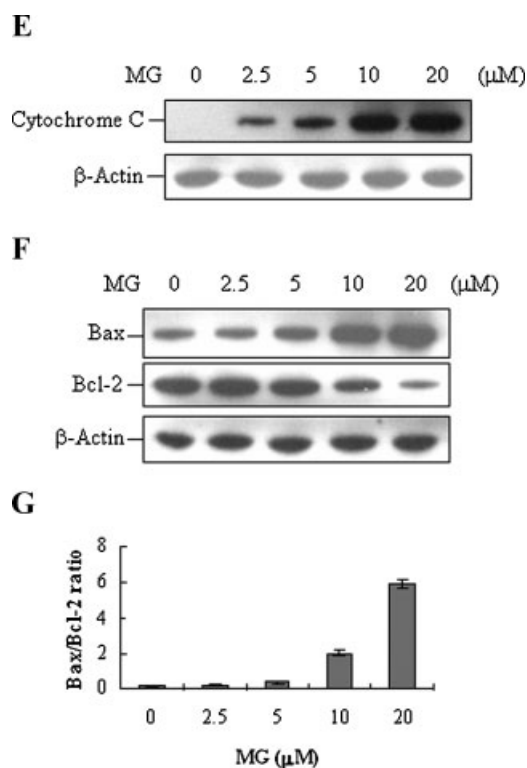 E
MG 0 2.5 5 10 20 (μM)
Cytochrome C
β-Actin
F
MG 0 2.5 5 10 20 (μM)
Bax
Bcl-2
β-Actin
G
Bax/Bcl-2 ratio
8
6
4
2
0
0 2.5 5 10 20
MG (μM)